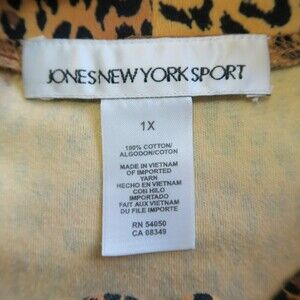 JONES NEW YORK SPORT
1X
100% COTTON/
ALGODON/COTON
MADE IN VIETNAM
OF IMPORTED
YARN
HECHO EN VIETNAM
CON HILO
IMPORTADO
FAIT AUX VIETNAM
DU FILE IMPORTE
RN 54050
CA 08349